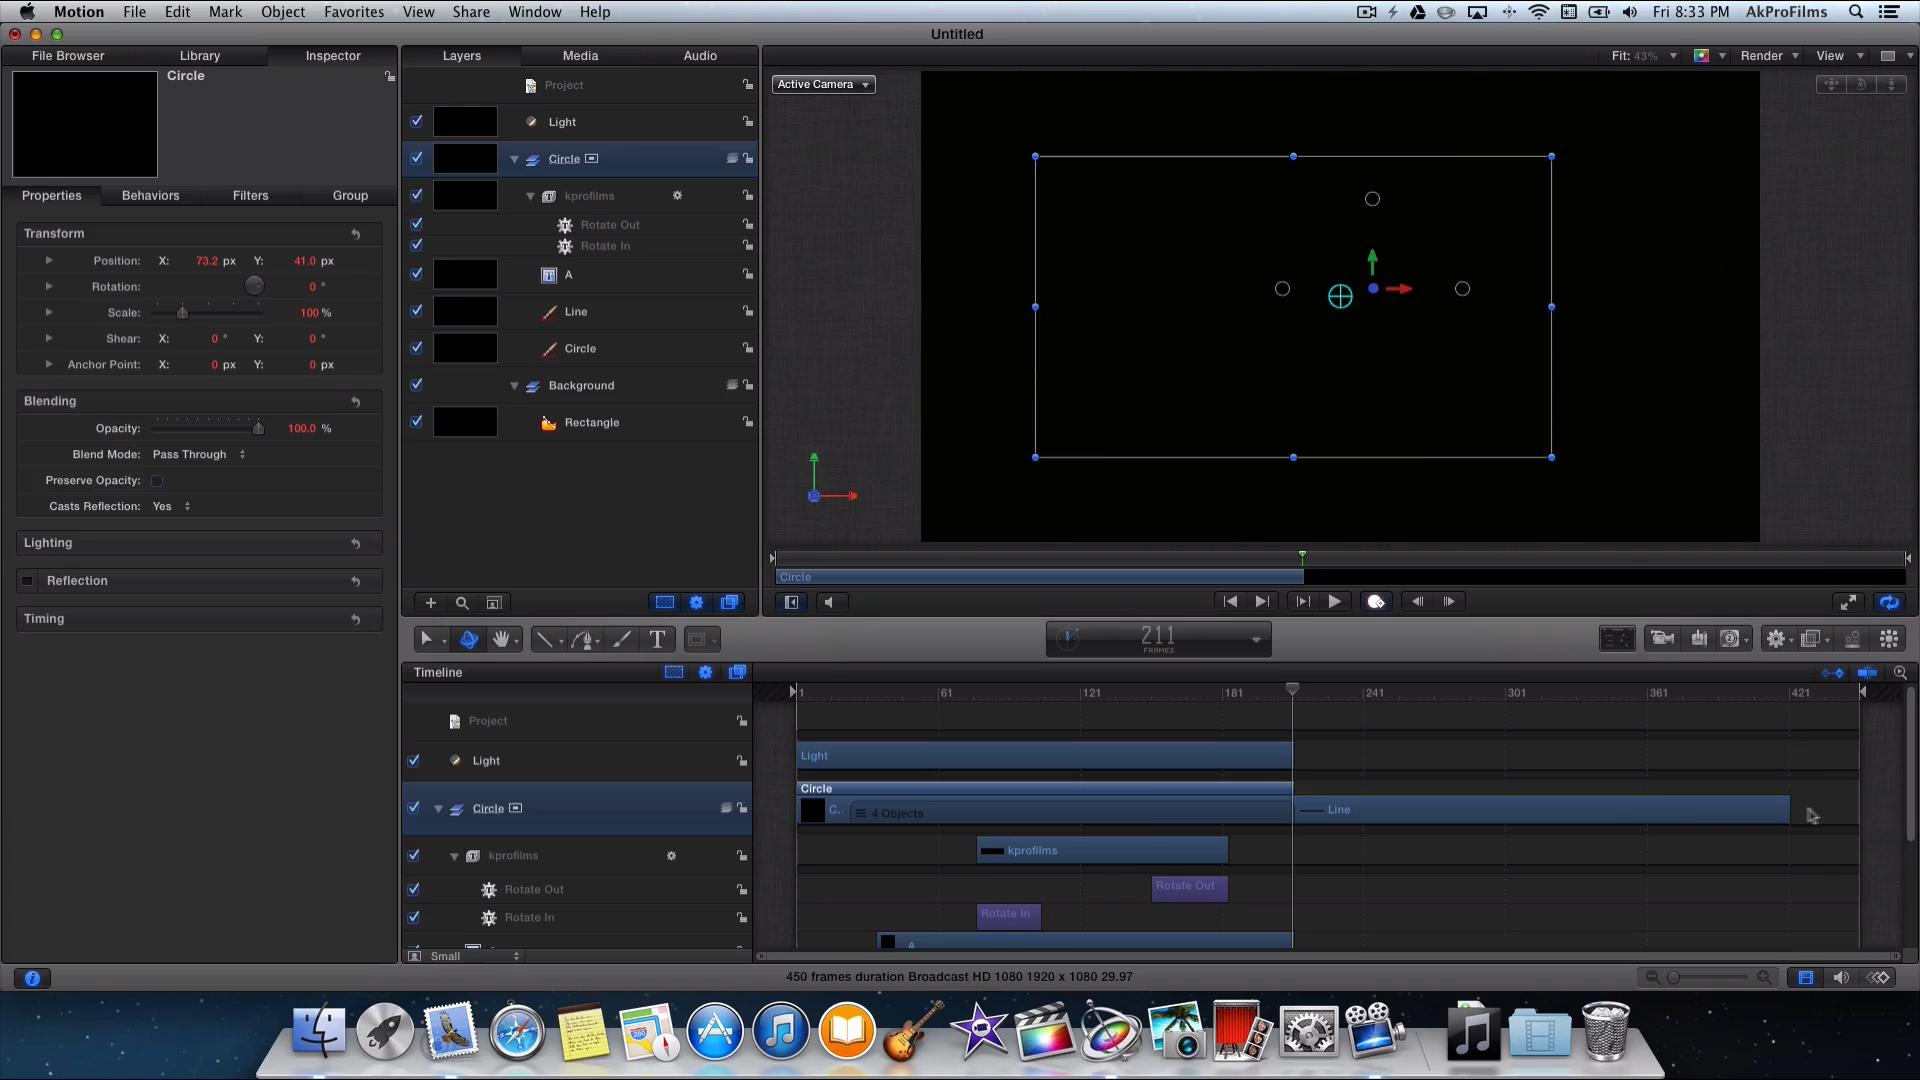 Motion File Edit Mark Object Favorites View Share Window Help Fri 8:33 PM AkProFilms
Untitled
File Browser Library Inspector Layers Media Audio Fit: 43% Render View
Circle
Properties Behaviors Filters Group
Transform
Position: X: 73.2 px Y: 41.0 px
Rotation: 0 °
Scale: 100 %
Shear: X: 0 ° Y: 0 °
Anchor Point: X: 0 px Y: 0 px
Blending
Opacity: 100.0 %
Blend Mode: Pass Through
Preserve Opacity:
Casts Reflection: Yes
Lighting
Reflection
Timing
Project
Light
Circle
kprofilms
Rotate Out
Rotate In
A
Line
Circle
Background
Rectangle
Active Camera
Circle
211
FRAMES
Timeline
1 61 121 181 241 301 361 421
Project
Light
Circle
kprofilms
Rotate Out
Rotate In
Small
Light
Circle
C.. 4 Objects Line
kprofilms
Rotate Out
Rotate In
A
450 frames duration Broadcast HD 1080 1920 x 1080 29.97